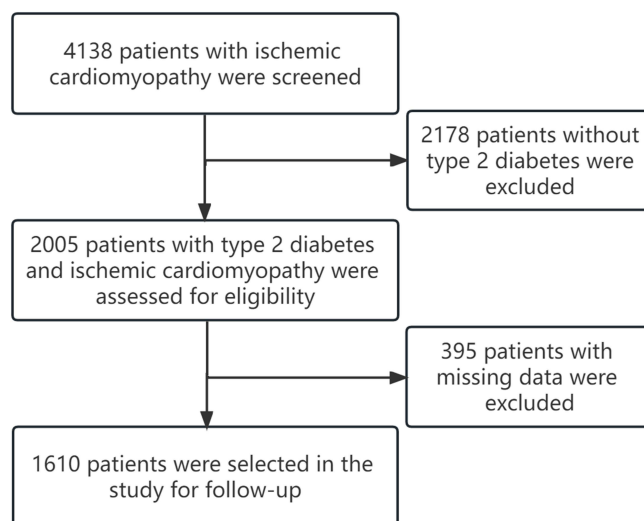 4138 patients with ischemic
cardiomyopathy were screened
2178 patients without
type 2 diabetes were
excluded
2005 patients with type 2 diabetes
and ischemic cardiomyopathy were
assessed for eligibility
395 patients with
missing data were
excluded
1610 patients were selected in the
study for follow-up